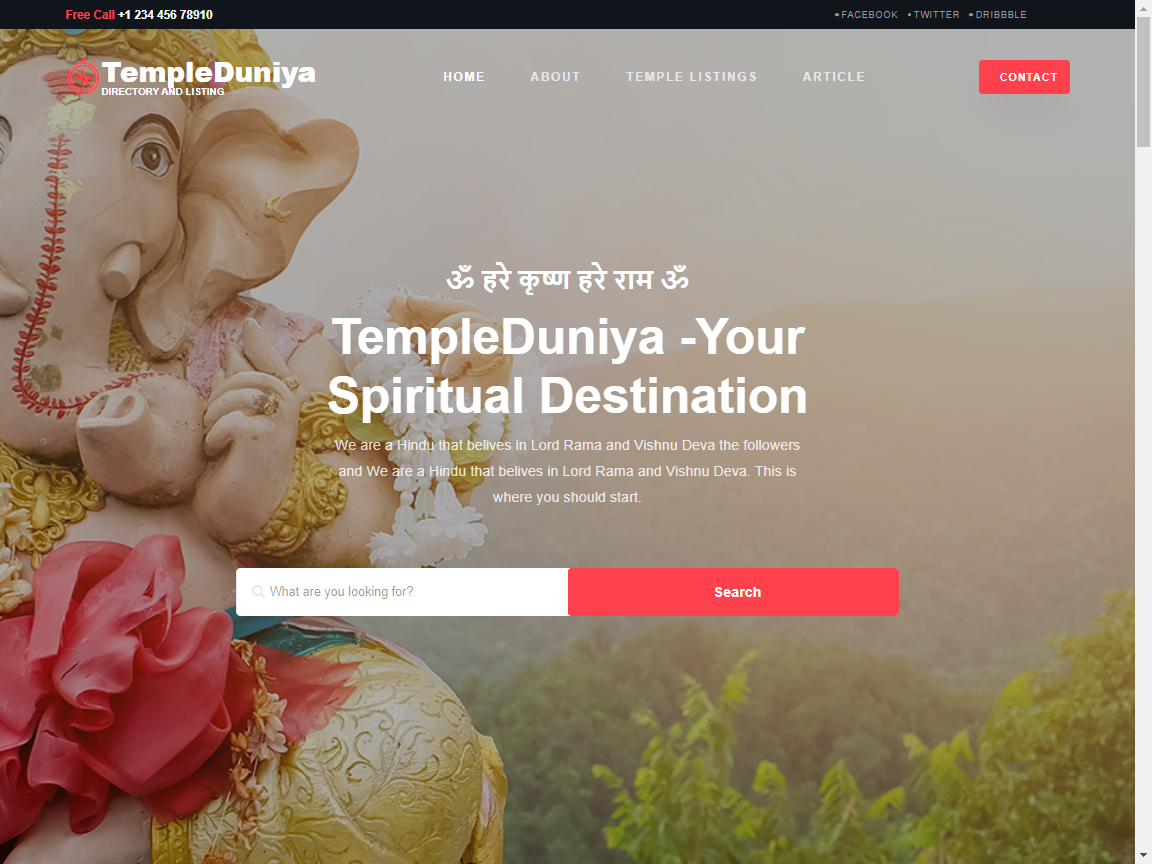 Free Call +1 234 456 78910
FACEBOOK TWITTER DRIBBBLE
TempleDuniya
DIRECTORY AND LISTING
HOME ABOUT TEMPLE LISTINGS ARTICLE
CONTACT
ॐ हरे कृष्ण हरे राम ॐ
TempleDuniya -Your
Spiritual Destination
We are a Hindu that belives in Lord Rama and Vishnu Deva the followers
and We are a Hindu that belives in Lord Rama and Vishnu Deva. This is
where you should start.
What are you looking for?
Search